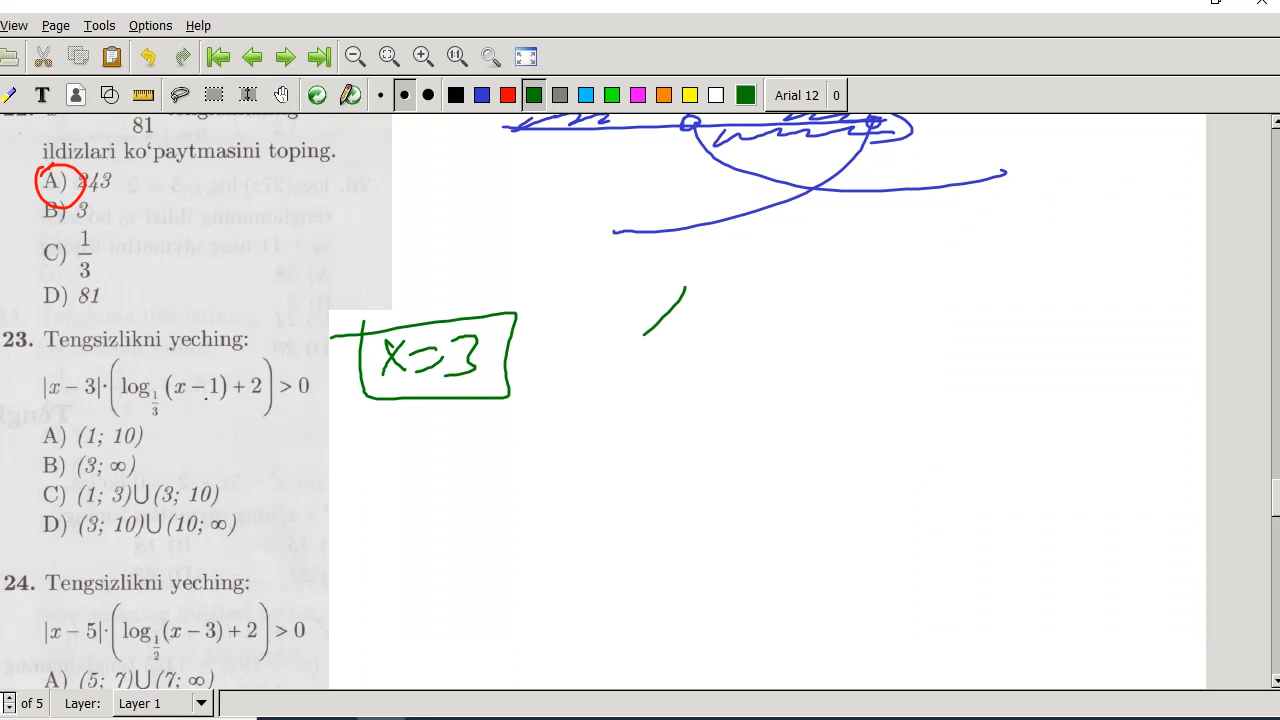 View Page Tools Options Help
T Arial 12 0
81
ildizlari ko‘paytmasini toping.
A) 243
B) 3
C) 1/3
D) 81
23. Tengsizlikni yeching:
|x − 3|·(log_{1/3}(x − 1) + 2) > 0
A) (1; 10)
B) (3; ∞)
C) (1; 3)⋃(3; 10)
D) (3; 10)⋃(10; ∞)
x=3
24. Tengsizlikni yeching:
|x − 5|·(log_{1/2}(x − 3) + 2) > 0
A) (5; 7)⋃(7; ∞)
of 5 Layer: Layer 1